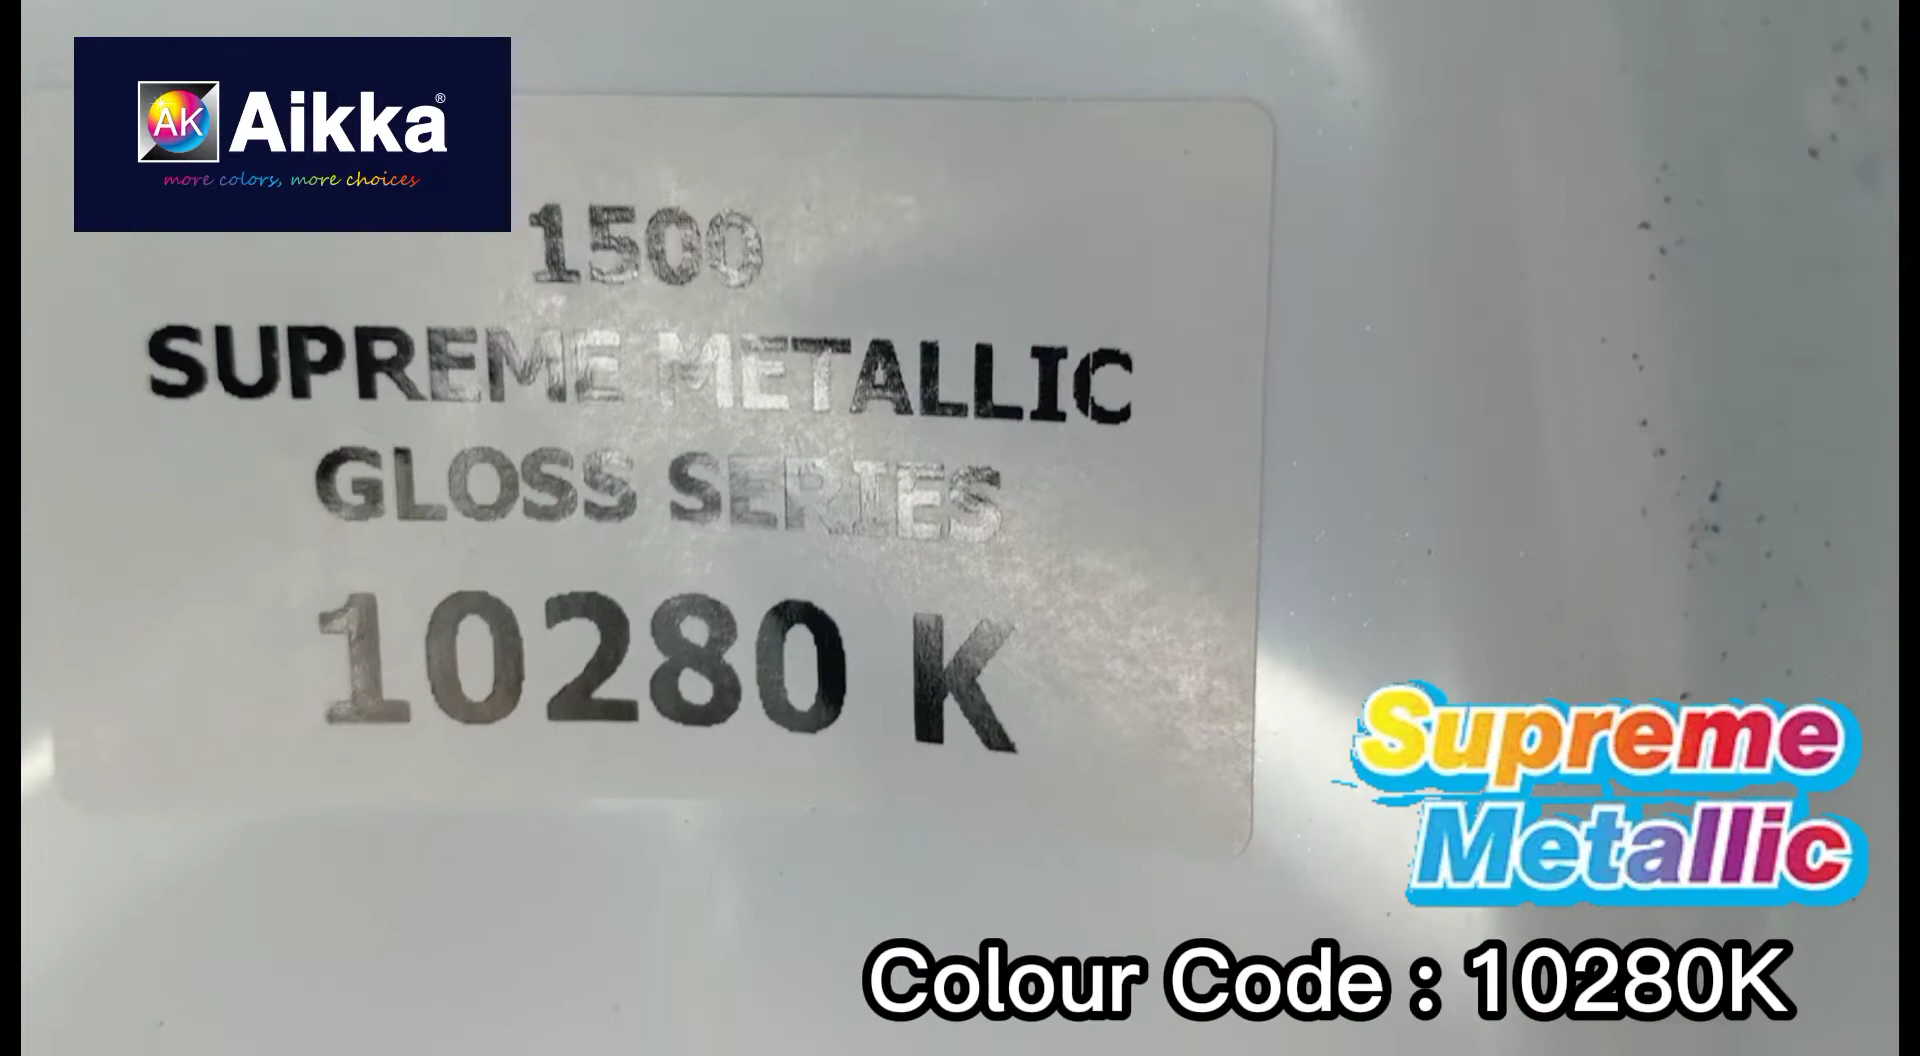 AK Aikka®
more colors, more choices
1500
SUPREME METALLIC
GLOSS SERIES
10280 K
Supreme
Metallic
Colour Code : 10280K